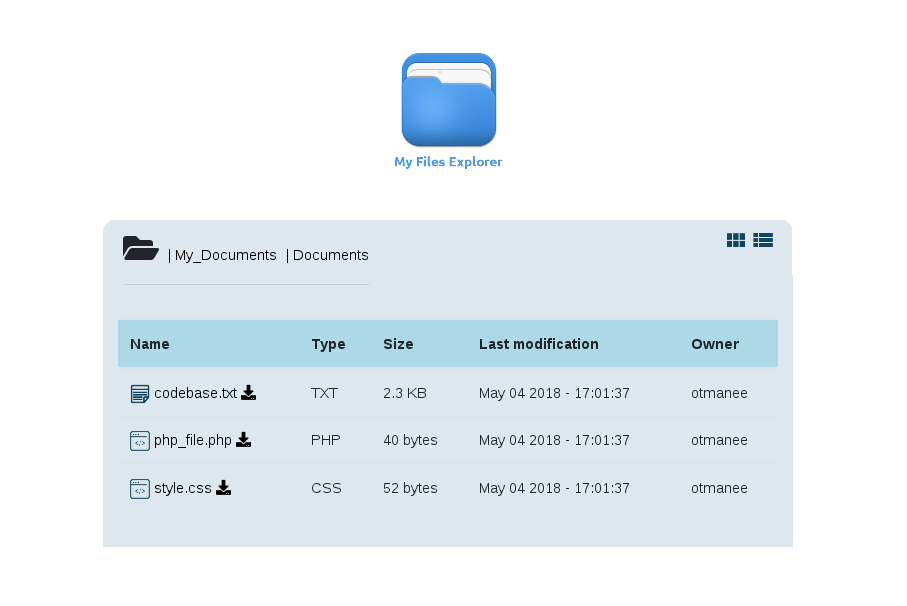 My Files Explorer
| My_Documents | Documents
Name Type Size Last modification Owner
codebase.txt TXT 2.3 KB May 04 2018 - 17:01:37 otmanee
php_file.php PHP 40 bytes May 04 2018 - 17:01:37 otmanee
style.css CSS 52 bytes May 04 2018 - 17:01:37 otmanee